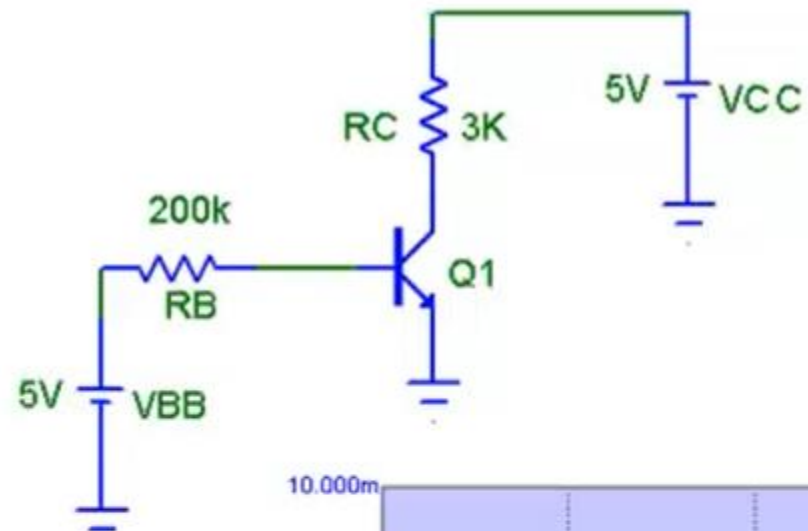 5V VCC
RC 3K
200k
RB
Q1
5V VBB
10.000m